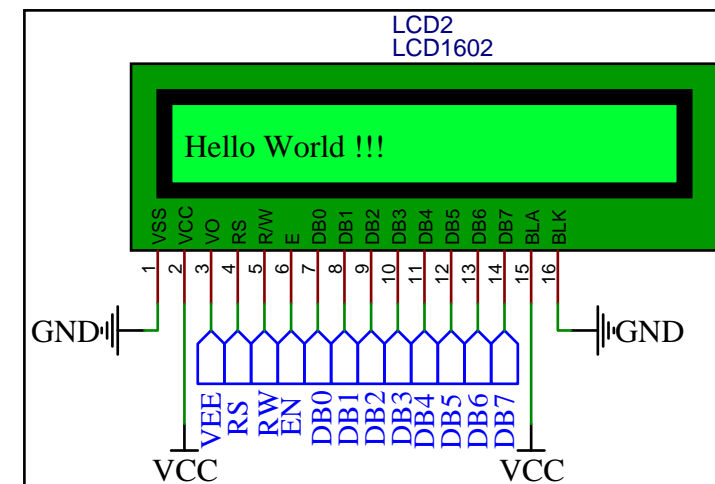 LCD2
LCD1602
Hello World !!!
VSS VCC VO RS R/W E DB0 DB1 DB2 DB3 DB4 DB5 DB6 DB7 BLA BLK
1 2 3 4 5 6 7 8 9 10 11 12 13 14 15 16
GND GND
VEE RS RW EN DB0 DB1 DB2 DB3 DB4 DB5 DB6 DB7
VCC VCC